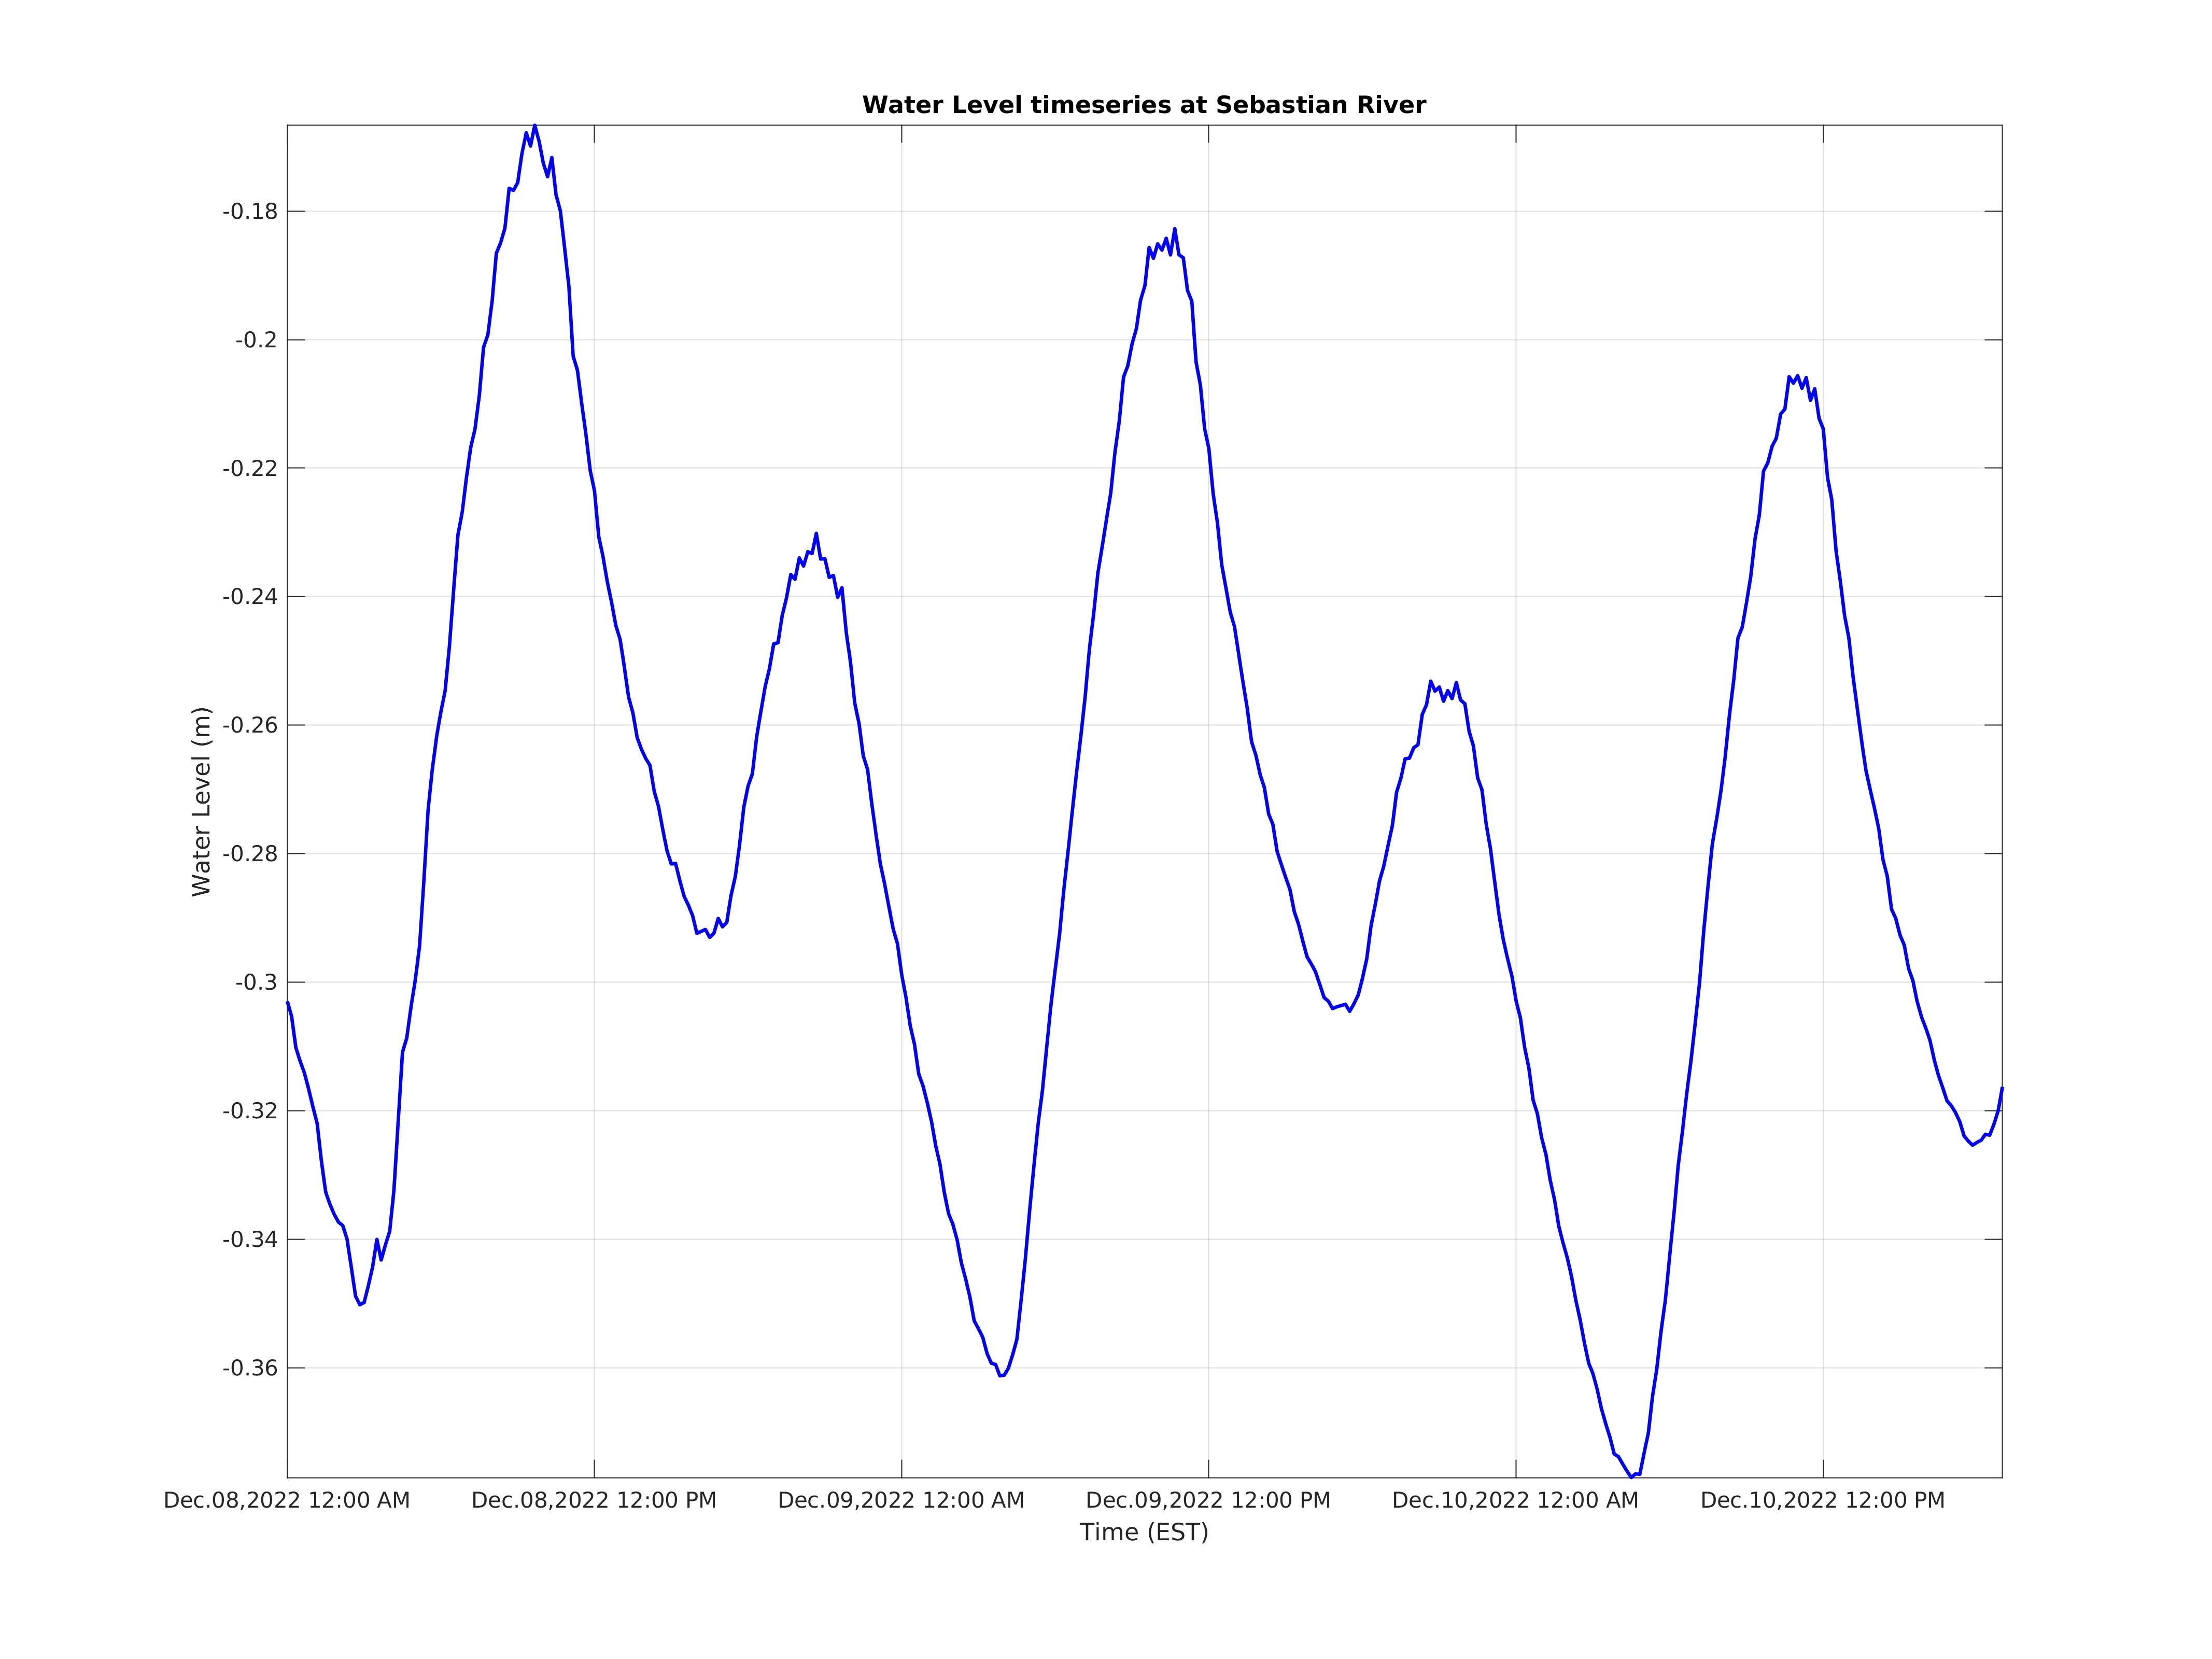 Water Level timeseries at Sebastian River
-0.18
-0.2
-0.22
-0.24
-0.26
-0.28
-0.3
-0.32
-0.34
-0.36
Water Level (m)
Dec.08,2022 12:00 AM Dec.08,2022 12:00 PM Dec.09,2022 12:00 AM Dec.09,2022 12:00 PM Dec.10,2022 12:00 AM Dec.10,2022 12:00 PM
Time (EST)